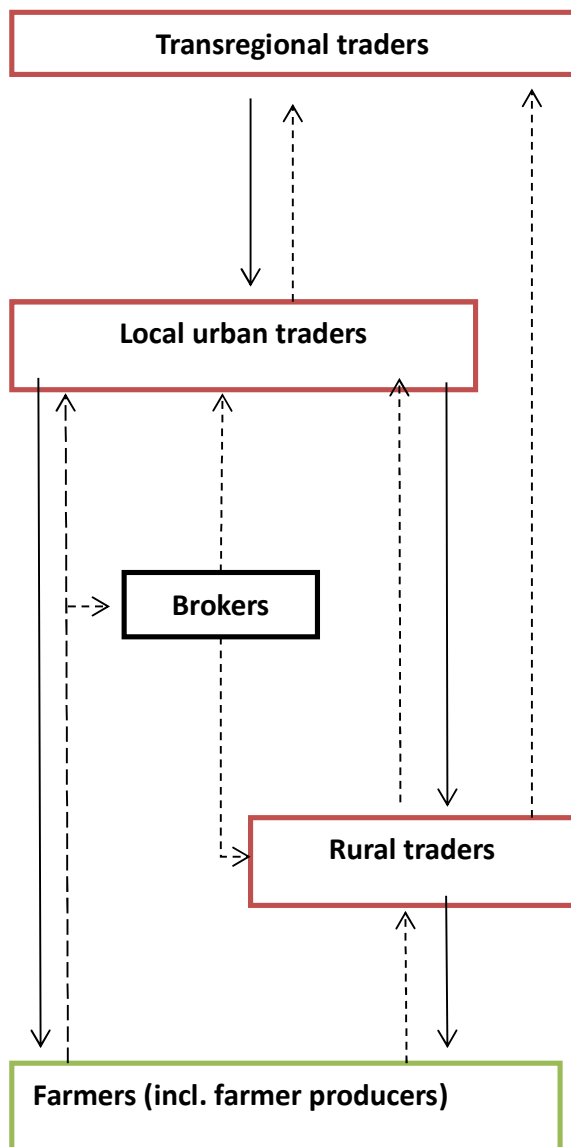 Transregional traders
Local urban traders
Brokers
Rural traders
Farmers (incl. farmer producers)